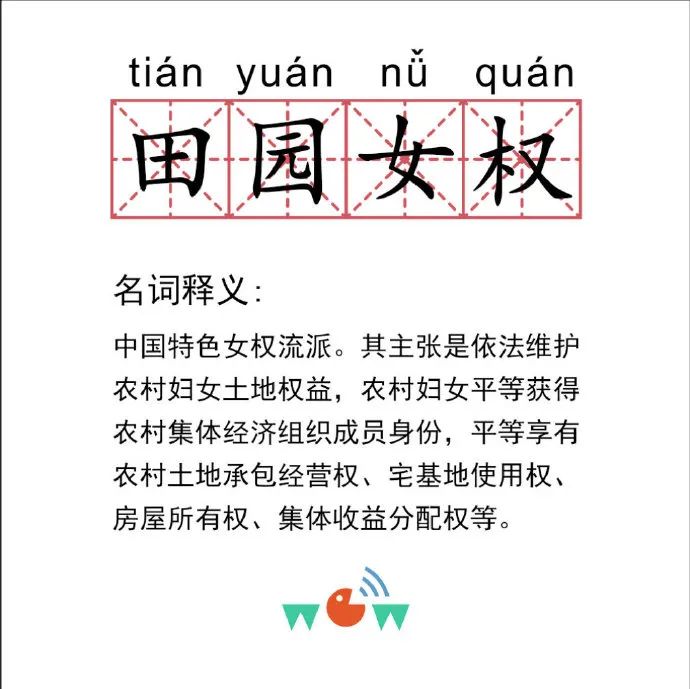 tián yuán nǚ quán
田园女权
名词释义:
中国特色女权流派。其主张是依法维护
农村妇女土地权益，农村妇女平等获得
农村集体经济组织成员身份，平等享有
农村土地承包经营权、宅基地使用权、
房屋所有权、集体收益分配权等。
WOW